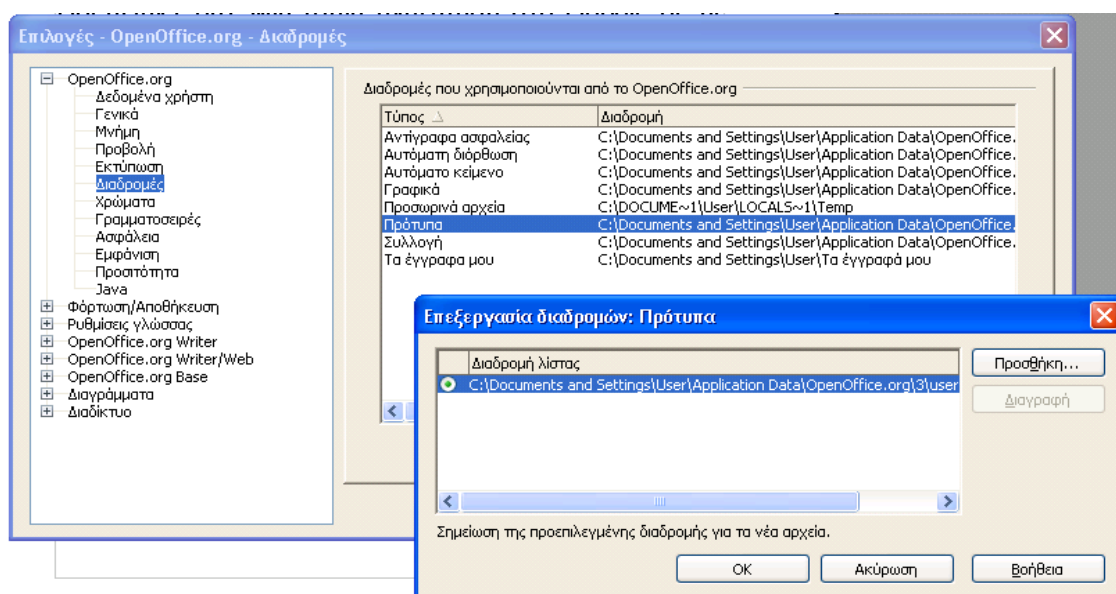 Επιλογές - OpenOffice.org - Διαδρομές
OpenOffice.org
Δεδομένα χρήστη
Γενικά
Μνήμη
Προβολή
Εκτύπωση
Διαδρομές
Χρώματα
Γραμματοσειρές
Ασφάλεια
Εμφάνιση
Προσιτότητα
Java
Φόρτωση/Αποθήκευση
Ρυθμίσεις γλώσσας
OpenOffice.org Writer
OpenOffice.org Writer/Web
OpenOffice.org Base
Διαγράμματα
Διαδίκτυο
Διαδρομές που χρησιμοποιούνται από το OpenOffice.org
Τύπος Διαδρομή
Αντίγραφα ασφαλείας C:\Documents and Settings\User\Application Data\OpenOffice.
Αυτόματη διόρθωση C:\Documents and Settings\User\Application Data\OpenOffice.
Αυτόματο κείμενο C:\Documents and Settings\User\Application Data\OpenOffice.
Γραφικά C:\Documents and Settings\User\Application Data\OpenOffice.
Προσωρινά αρχεία C:\DOCUME~1\User\LOCALS~1\Temp
Πρότυπα C:\Documents and Settings\User\Application Data\OpenOffice.
Συλλογή C:\Documents and Settings\User\Application Data\OpenOffice.
Τα έγγραφα μου C:\Documents and Settings\User\Τα έγγραφά μου
Επεξεργασία διαδρομών: Πρότυπα
Διαδρομή λίστας
C:\Documents and Settings\User\Application Data\OpenOffice.org\3\user
Προσθήκη...
Διαγραφή
Σημείωση της προεπιλεγμένης διαδρομής για τα νέα αρχεία.
OK Ακύρωση Βοήθεια